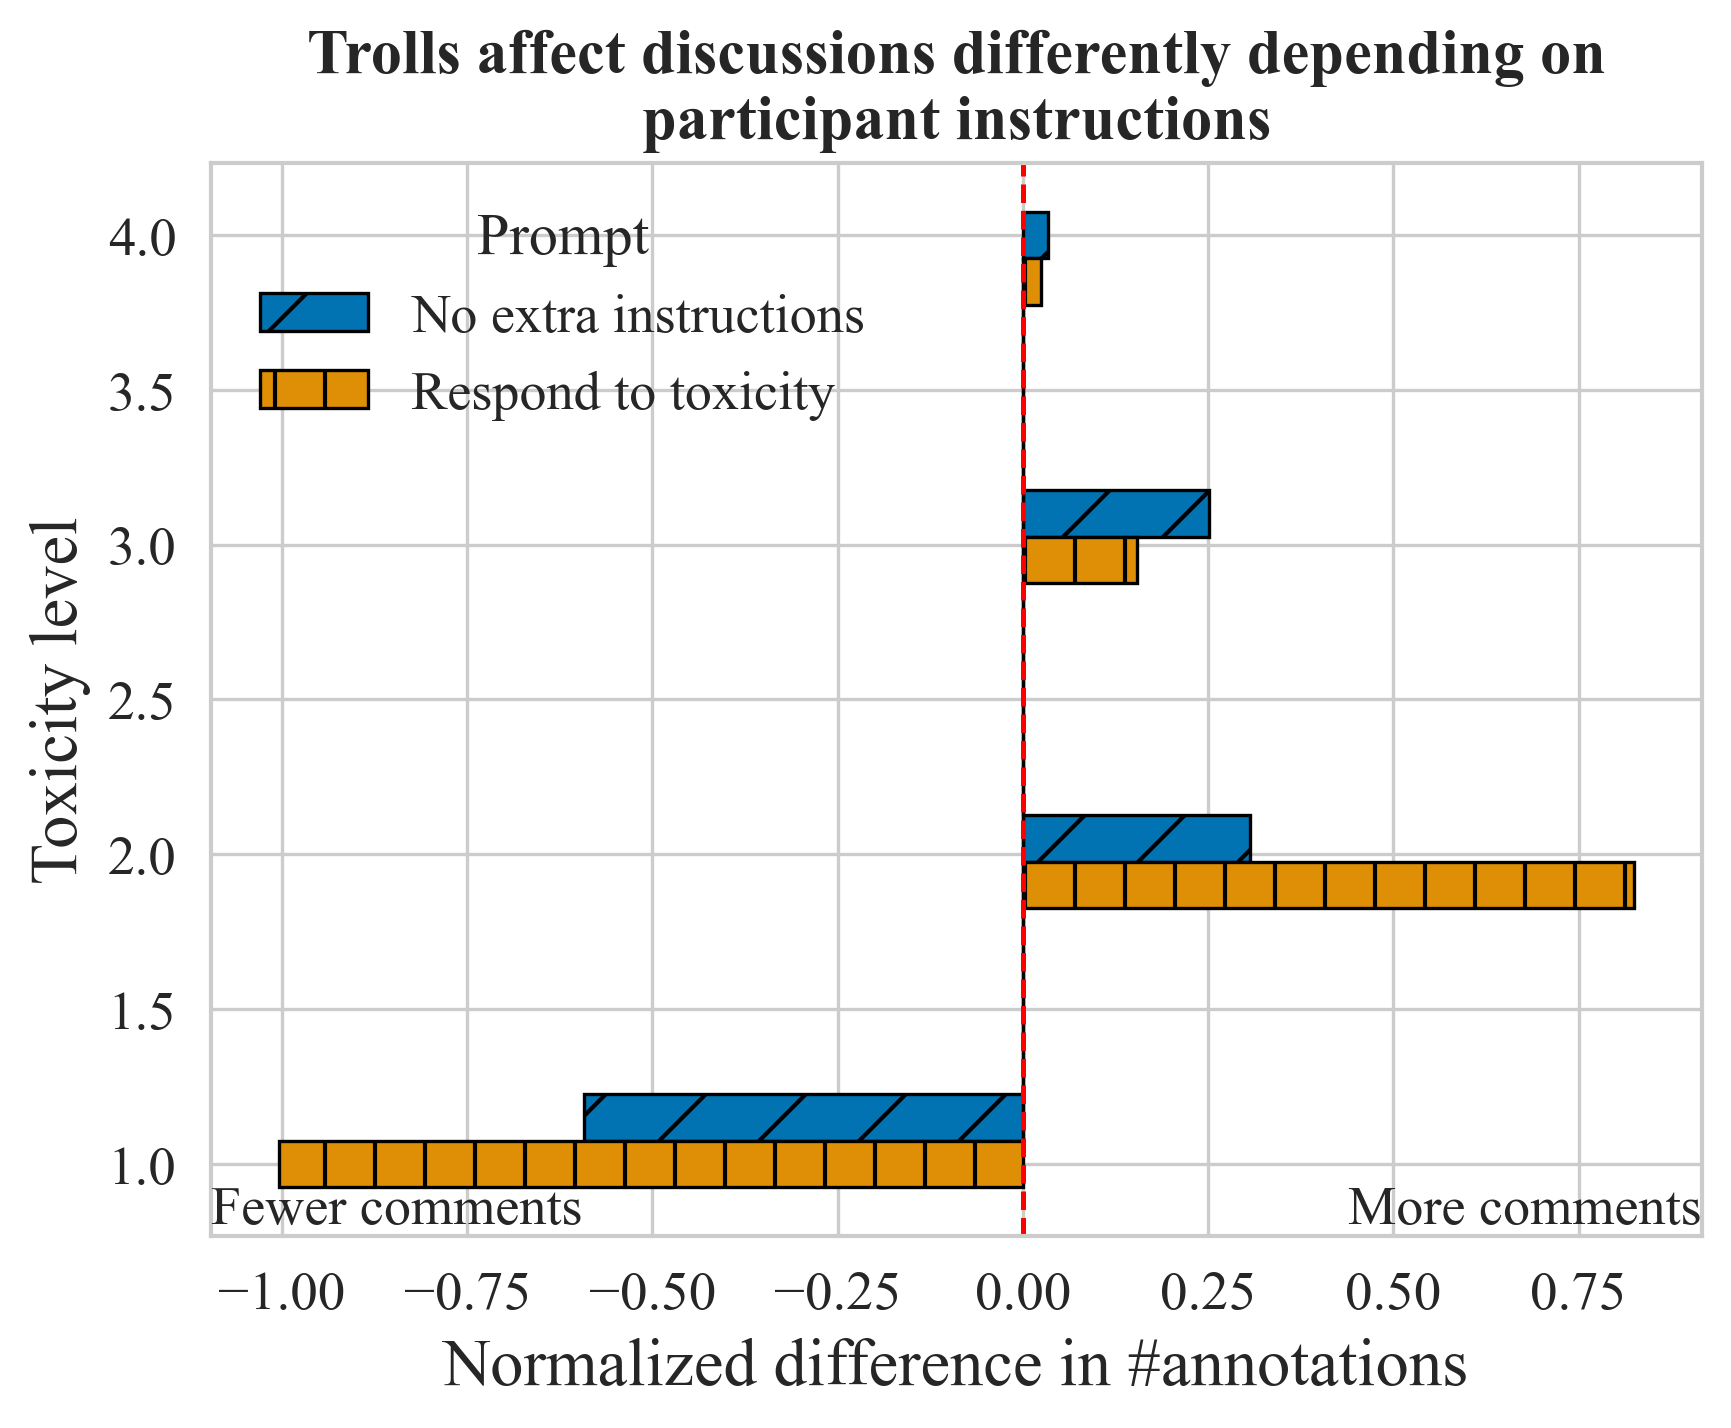 Trolls affect discussions differently depending on
participant instructions
Prompt
No extra instructions
Respond to toxicity
Toxicity level
4.0
3.5
3.0
2.5
2.0
1.5
1.0
Fewer comments
More comments
−1.00
−0.75
−0.50
−0.25
0.00
0.25
0.50
0.75
Normalized difference in #annotations